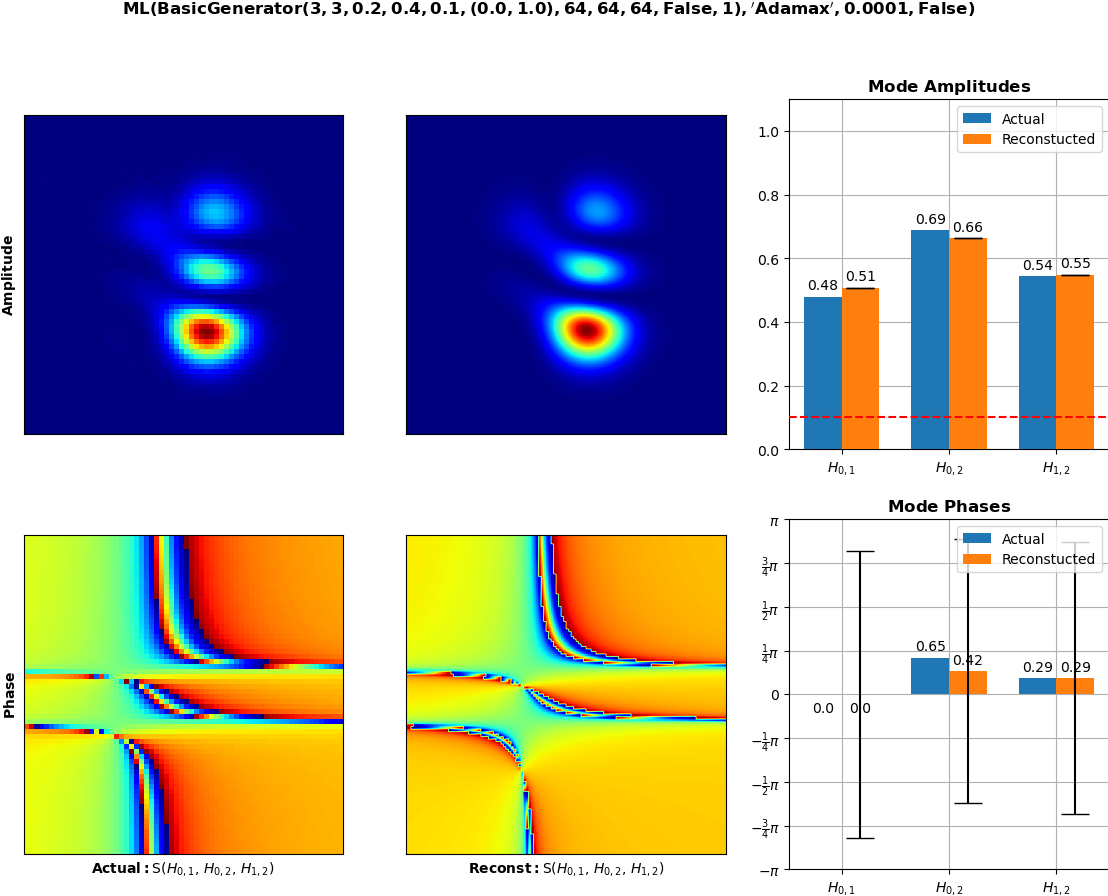 ML(BasicGenerator(3, 3, 0.2, 0.4, 0.1, (0.0, 1.0), 64, 64, 64, False, 1), ′Adamax′, 0.0001, False)
Amplitude
Mode Amplitudes
Actual
Reconstucted
1.0
0.8
0.6
0.4
0.2
0.0
0.48
0.51
0.69
0.66
0.54
0.55
H0,1
H0,2
H1,2
Phase
Actual: S(H0,1, H0,2, H1,2)
Reconst: S(H0,1, H0,2, H1,2)
Mode Phases
Actual
Reconstucted
π
3/4π
1/2π
1/4π
0
−1/4π
−1/2π
−3/4π
−π
0.0
0.0
0.65
0.42
0.29
0.29
H0,1
H0,2
H1,2